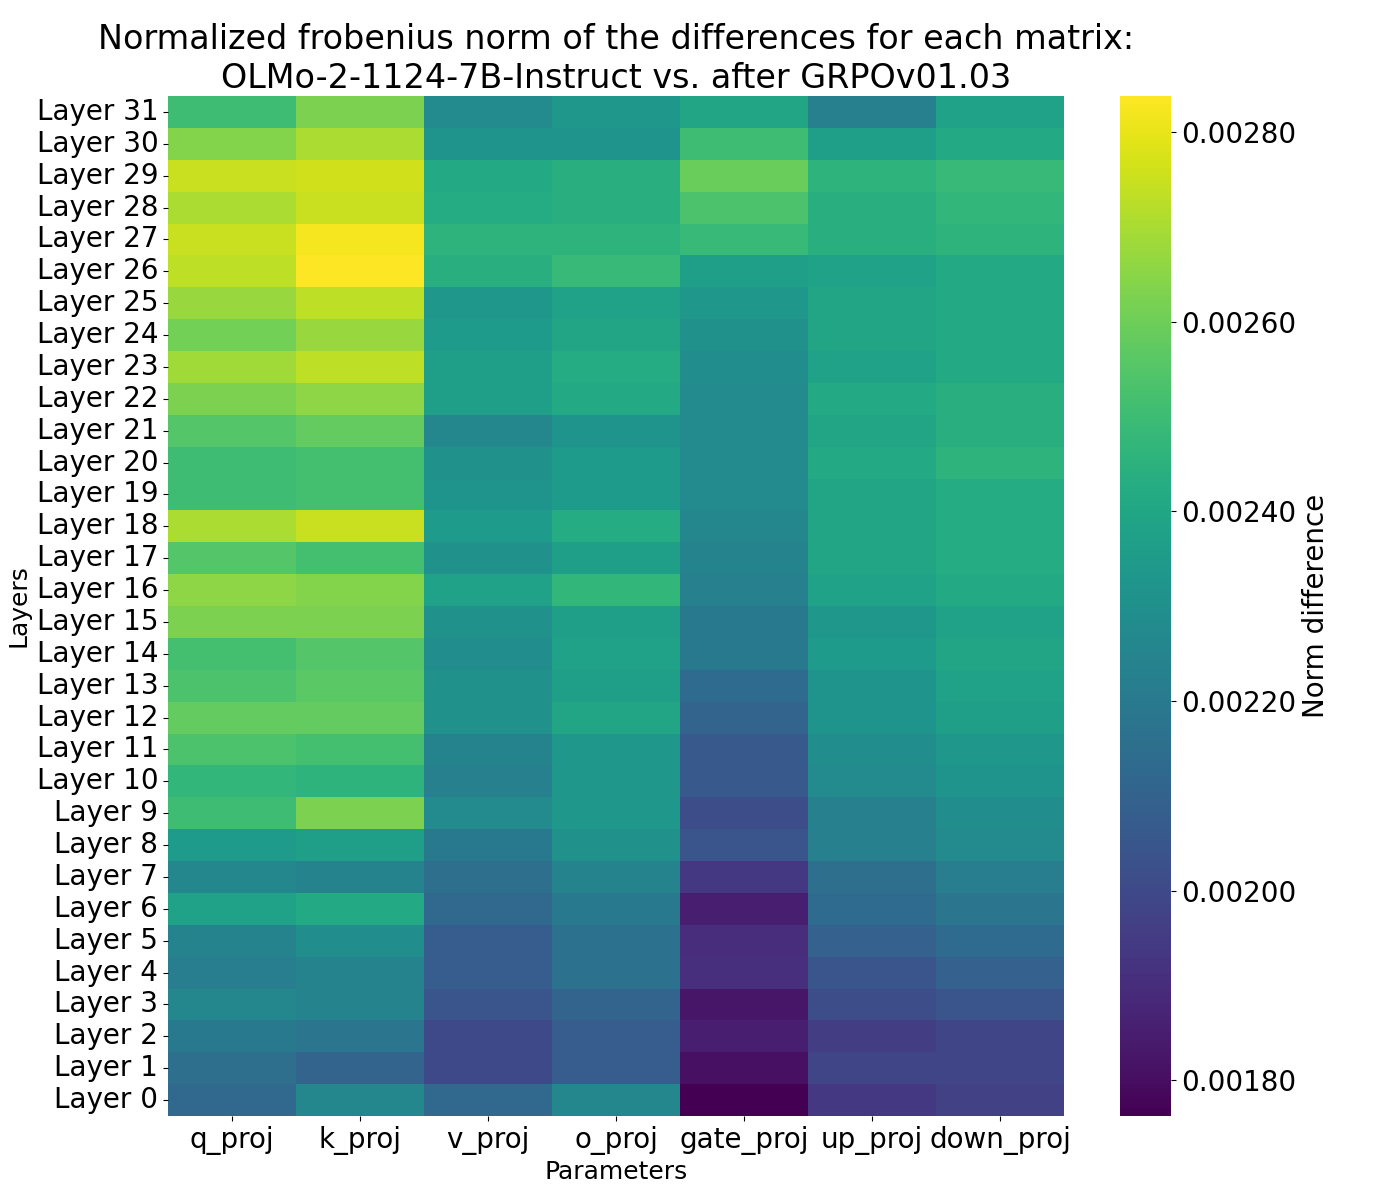 Normalized frobenius norm of the differences for each matrix:
OLMo-2-1124-7B-Instruct vs. after GRPOv01.03
Layers
Layer 31
Layer 30
Layer 29
Layer 28
Layer 27
Layer 26
Layer 25
Layer 24
Layer 23
Layer 22
Layer 21
Layer 20
Layer 19
Layer 18
Layer 17
Layer 16
Layer 15
Layer 14
Layer 13
Layer 12
Layer 11
Layer 10
Layer 9
Layer 8
Layer 7
Layer 6
Layer 5
Layer 4
Layer 3
Layer 2
Layer 1
Layer 0
q_proj k_proj v_proj o_proj gate_proj up_proj down_proj
Parameters
0.00280
0.00260
0.00240
0.00220
0.00200
0.00180
Norm difference